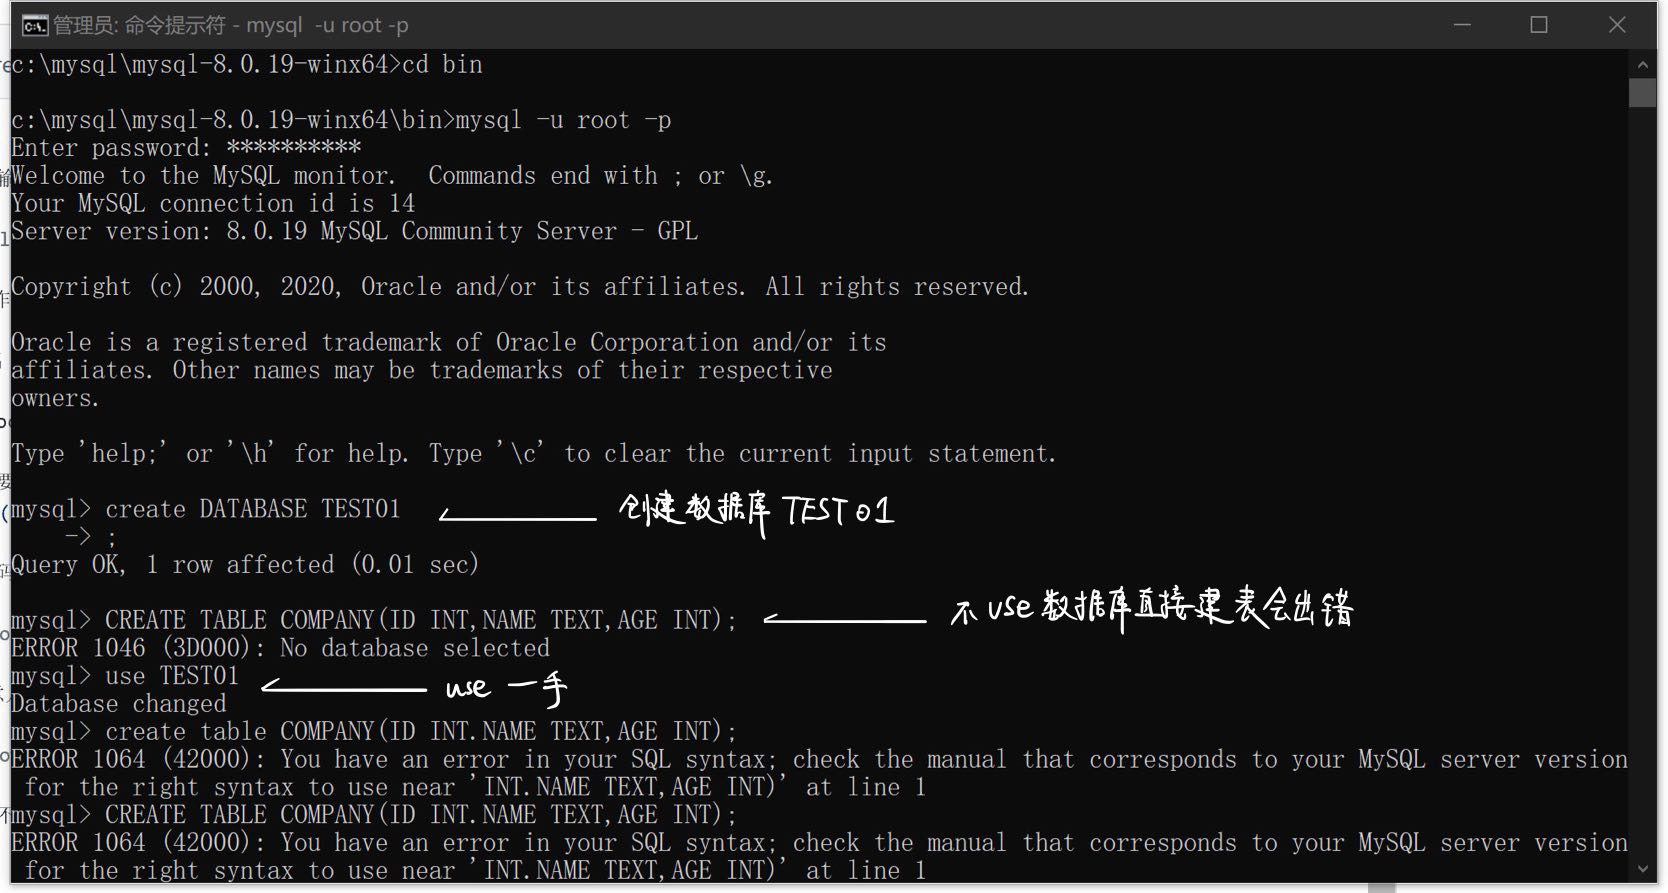 管理员: 命令提示符 - mysql  -u root -p
c:\mysql\mysql-8.0.19-winx64>cd bin
c:\mysql\mysql-8.0.19-winx64\bin>mysql -u root -p
Enter password: **********
Welcome to the MySQL monitor.  Commands end with ; or \g.
Your MySQL connection id is 14
Server version: 8.0.19 MySQL Community Server - GPL
Copyright (c) 2000, 2020, Oracle and/or its affiliates. All rights reserved.
Oracle is a registered trademark of Oracle Corporation and/or its
affiliates. Other names may be trademarks of their respective
owners.
Type 'help;' or '\h' for help. Type '\c' to clear the current input statement.
mysql> create DATABASE TEST01 创建数据库 TEST01
    -> ;
Query OK, 1 row affected (0.01 sec)
mysql> CREATE TABLE COMPANY(ID INT,NAME TEXT,AGE INT); 不use数据库直接建表会出错
ERROR 1046 (3D000): No database selected
mysql> use TEST01 use 一手
Database changed
mysql> create table COMPANY(ID INT.NAME TEXT,AGE INT);
ERROR 1064 (42000): You have an error in your SQL syntax; check the manual that corresponds to your MySQL server version
 for the right syntax to use near 'INT.NAME TEXT,AGE INT)' at line 1
mysql> CREATE TABLE COMPANY(ID INT.NAME TEXT,AGE INT);
ERROR 1064 (42000): You have an error in your SQL syntax; check the manual that corresponds to your MySQL server version
 for the right syntax to use near 'INT.NAME TEXT,AGE INT)' at line 1